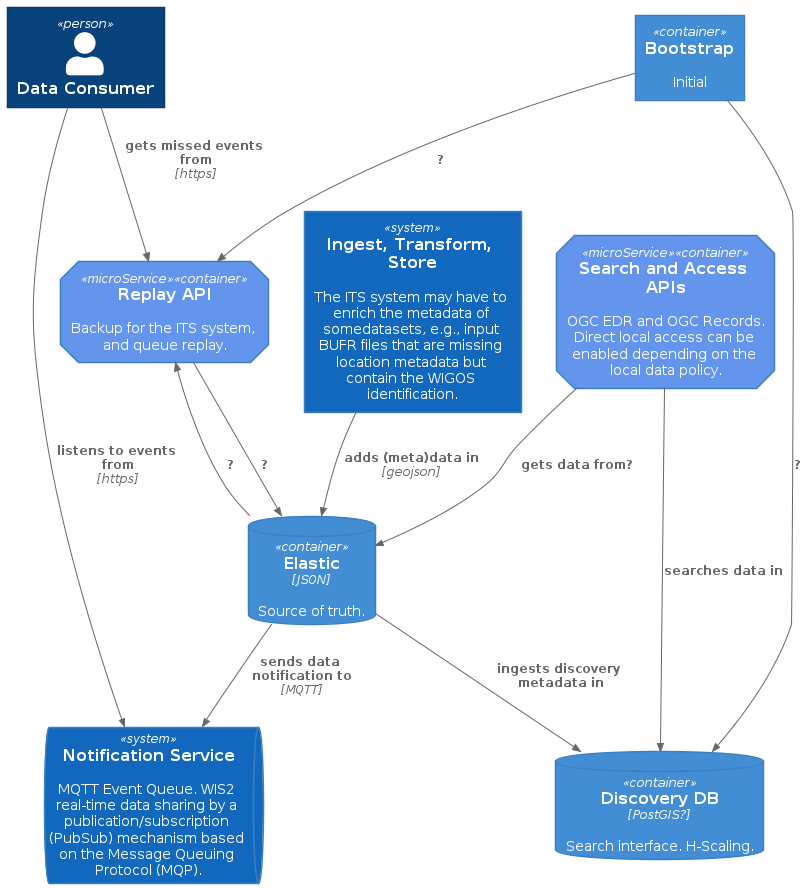 «person»
Data Consumer
«container»
Bootstrap
Initial
gets missed events
from
[https]
?
«system»
Ingest, Transform,
Store
The ITS system may have to
enrich the metadata of
somedatasets, e.g., input
BUFR files that are missing
location metadata but
contain the WIGOS
identification.
«microService»«container»
Search and Access
APIs
OGC EDR and OGC Records.
Direct local access can be
enabled depending on the
local data policy.
«microService»«container»
Replay API
Backup for the ITS system,
and queue replay.
listens to events
from
[https]
?
?
adds (meta)data in
[geojson]
gets data from?
?
«container»
Elastic
[JSON]
Source of truth.
searches data in
sends data
notification to
[MQTT]
ingests discovery
metadata in
«system»
Notification Service
MQTT Event Queue. WIS2
real-time data sharing by a
publication/subscription
(PubSub) mechanism based
on the Message Queuing
Protocol (MQP).
«container»
Discovery DB
[PostGIS?]
Search interface. H-Scaling.